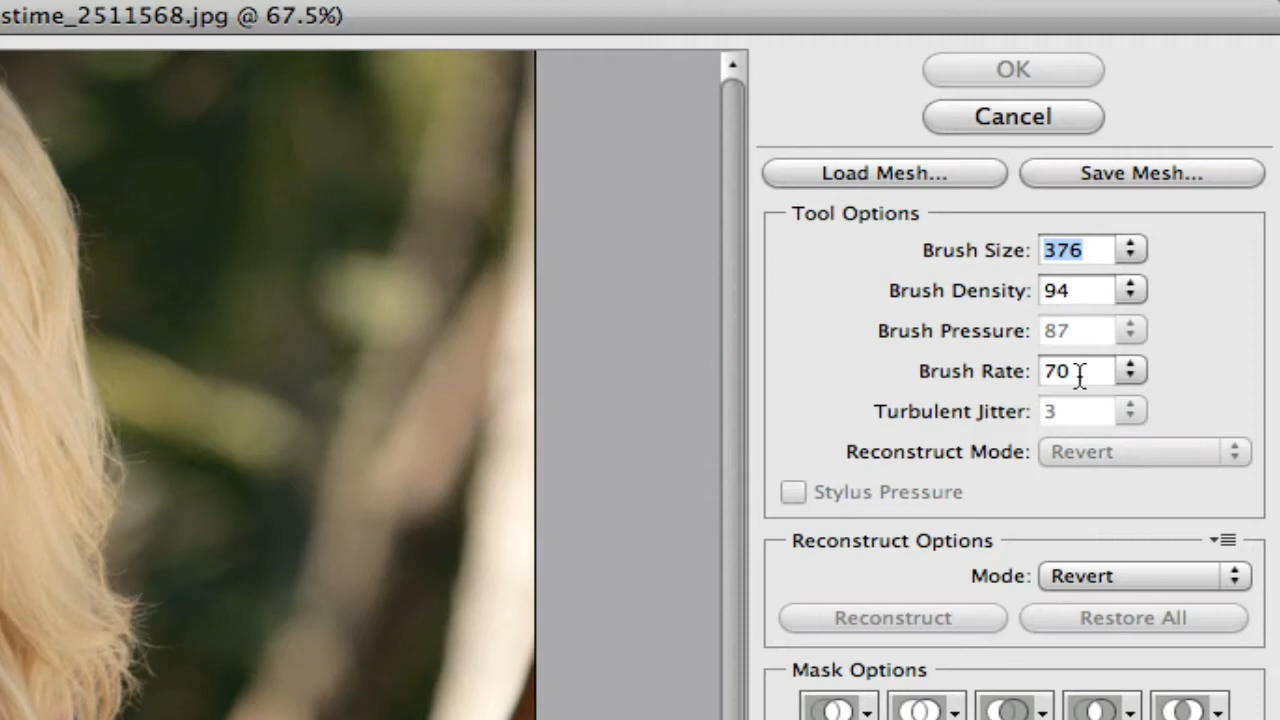 stime_2511568.jpg @ 67.5%)
OK
Cancel
Load Mesh... Save Mesh...
Tool Options
Brush Size: 376
Brush Density: 94
Brush Pressure: 87
Brush Rate: 70
Turbulent Jitter: 3
Reconstruct Mode: Revert
Stylus Pressure
Reconstruct Options
Mode: Revert
Reconstruct Restore All
Mask Options